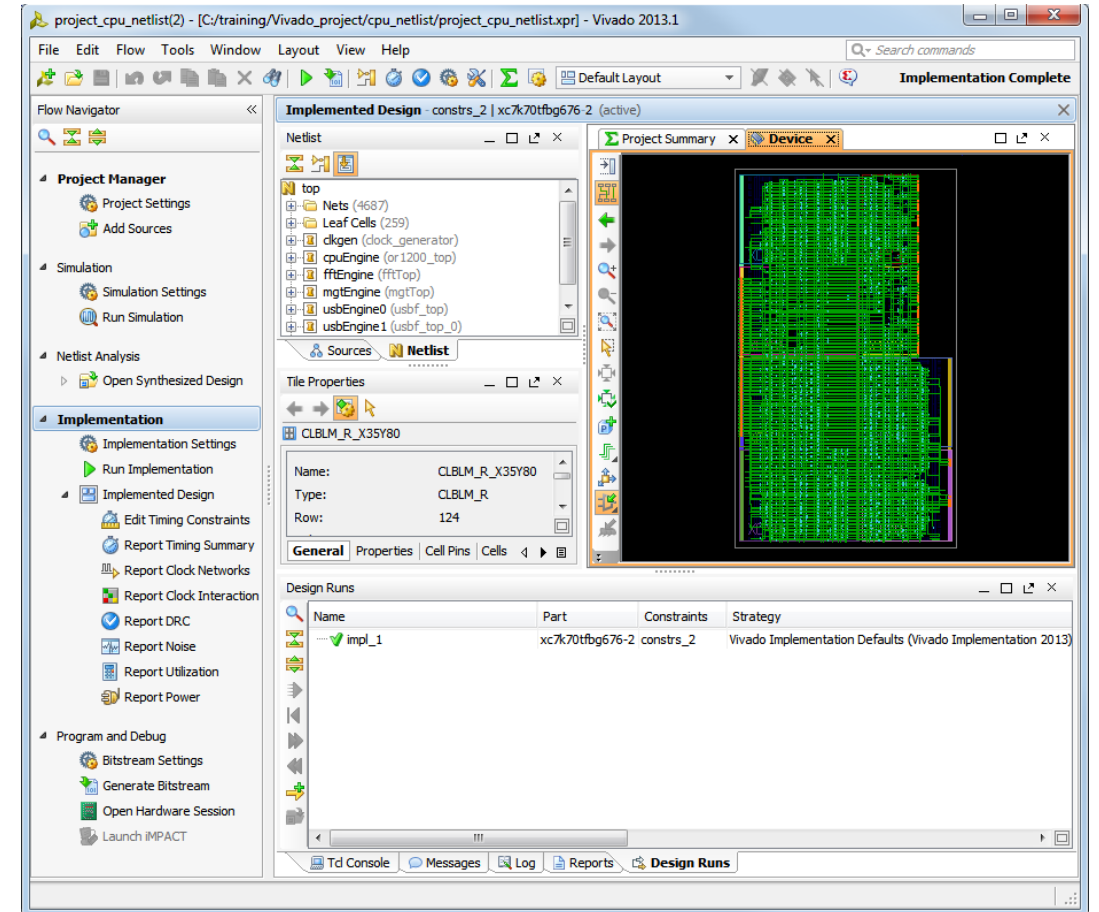 project_cpu_netlist(2) - [C:/training/Vivado_project/cpu_netlist/project_cpu_netlist.xpr] - Vivado 2013.1
File Edit Flow Tools Window Layout View Help
Search commands
Default Layout
Implementation Complete
Flow Navigator
Project Manager
Project Settings
Add Sources
Simulation
Simulation Settings
Run Simulation
Netlist Analysis
Open Synthesized Design
Implementation
Implementation Settings
Run Implementation
Implemented Design
Edit Timing Constraints
Report Timing Summary
Report Clock Networks
Report Clock Interaction
Report DRC
Report Noise
Report Utilization
Report Power
Program and Debug
Bitstream Settings
Generate Bitstream
Open Hardware Session
Launch iMPACT
Implemented Design - constrs_2 | xc7k70tfbg676-2 (active)
Netlist
top
Nets (4687)
Leaf Cells (259)
clkgen (clock_generator)
cpuEngine (or1200_top)
fftEngine (fftTop)
mgtEngine (mgtTop)
usbEngine0 (usbf_top)
usbEngine1 (usbf_top_0)
Sources Netlist
Tile Properties
CLBLM_R_X35Y80
Name: CLBLM_R_X35Y80
Type: CLBLM_R
Row: 124
General Properties Cell Pins Cells
Project Summary Device
Design Runs
Name Part Constraints Strategy
impl_1 xc7k70tfbg676-2 constrs_2 Vivado Implementation Defaults (Vivado Implementation 2013)
Tcl Console Messages Log Reports Design Runs